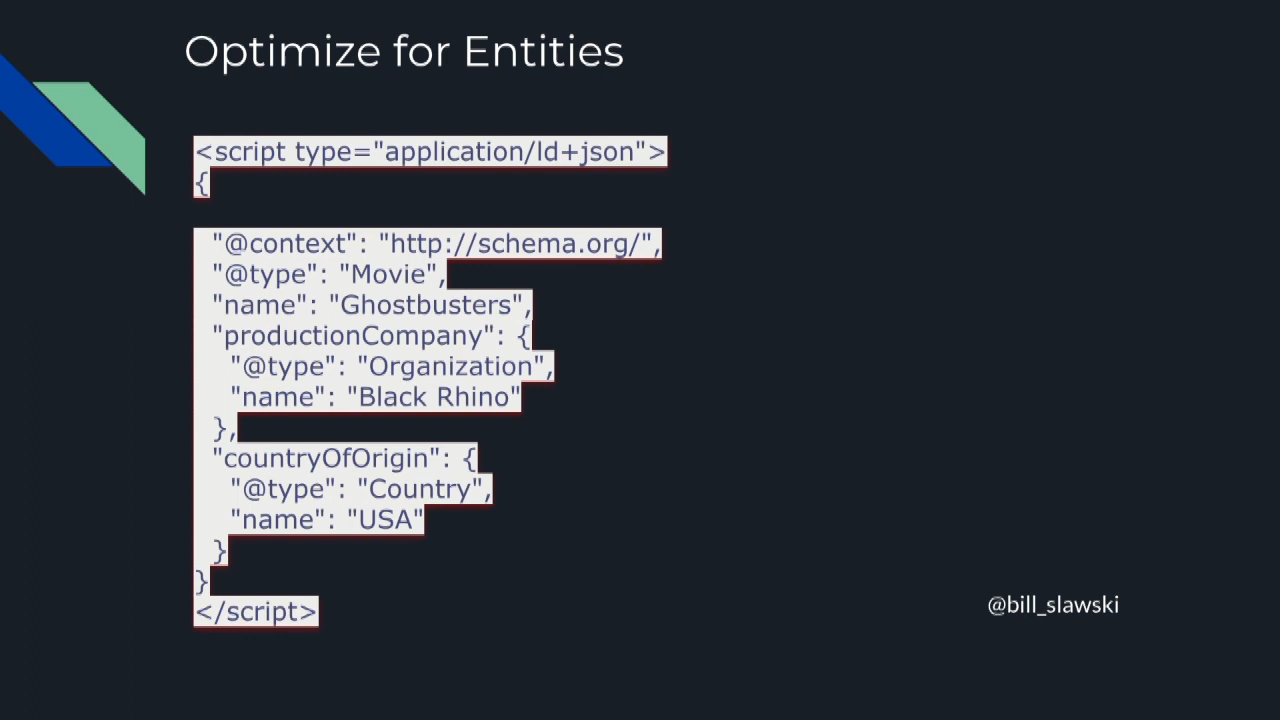 Optimize for Entities
<script type="application/ld+json">
{
"@context": "http://schema.org/",
"@type": "Movie",
"name": "Ghostbusters",
"productionCompany": {
"@type": "Organization",
"name": "Black Rhino"
},
"countryOfOrigin": {
"@type": "Country",
"name": "USA"
}
}
</script>
@bill_slawski